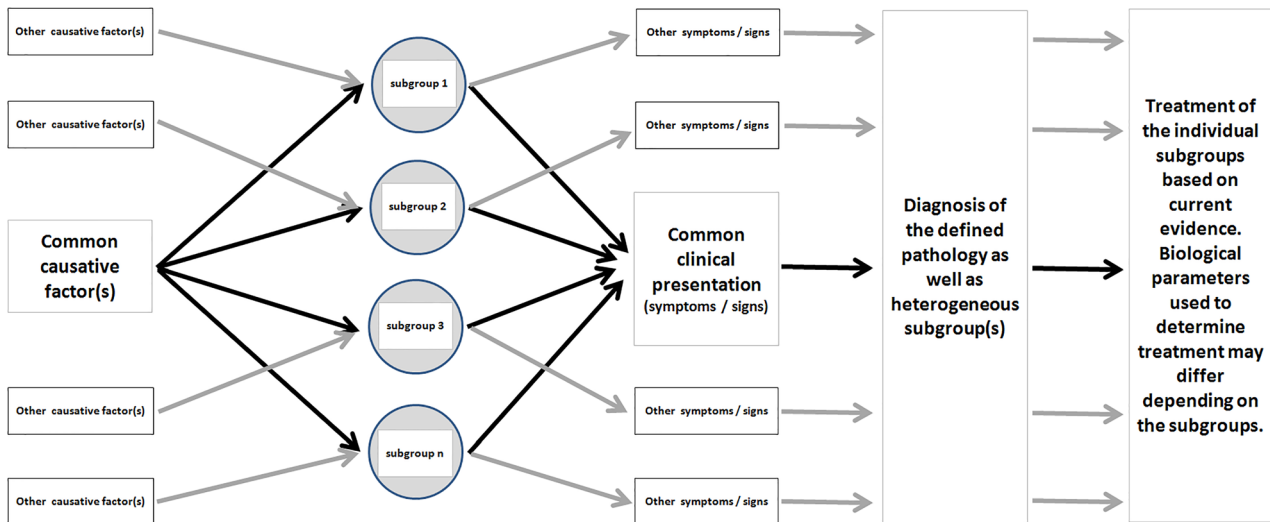 Other causative factor(s)
Other causative factor(s)
Common
causative
factor(s)
Other causative factor(s)
Other causative factor(s)
subgroup 1
subgroup 2
subgroup 3
subgroup n
Other symptoms / signs
Other symptoms / signs
Common
clinical
presentation
(symptoms / signs)
Other symptoms / signs
Other symptoms / signs
Diagnosis of
the defined
pathology as
well as
heterogeneous
subgroup(s)
Treatment of
the individual
subgroups
based on
current
evidence.
Biological
parameters
used to
determine
treatment may
differ
depending on
the subgroups.